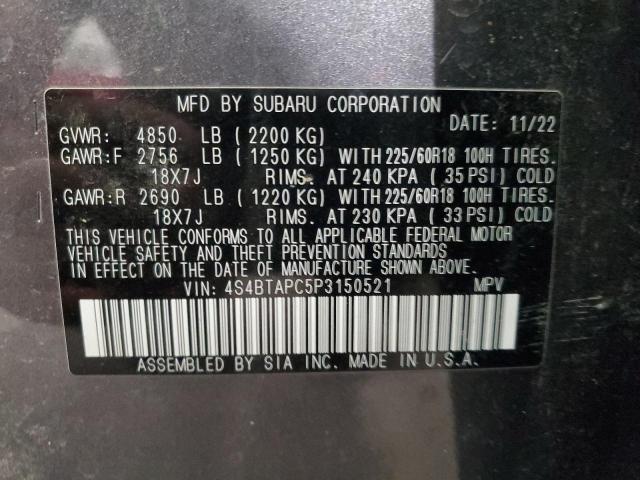 MFD BY SUBARU CORPORATION
DATE: 11/22
GVWR: 4850 LB ( 2200 KG)
GAWR:F 2756 LB ( 1250 KG) WITH 225/60R18 100H TIRES.
18X7J RIMS. AT 240 KPA ( 35 PSI) COLD
GAWR:R 2690 LB ( 1220 KG) WITH 225/60R18 100H TIRES.
18X7J RIMS. AT 230 KPA ( 33 PSI) COLD
THIS VEHICLE CONFORMS TO ALL APPLICABLE FEDERAL MOTOR
VEHICLE SAFETY AND THEFT PREVENTION STANDARDS
IN EFFECT ON THE DATE OF MANUFACTURE SHOWN ABOVE.
VIN: 4S4BTAPC5P3150521 MPV
ASSEMBLED BY SIA INC. MADE IN U.S.A.